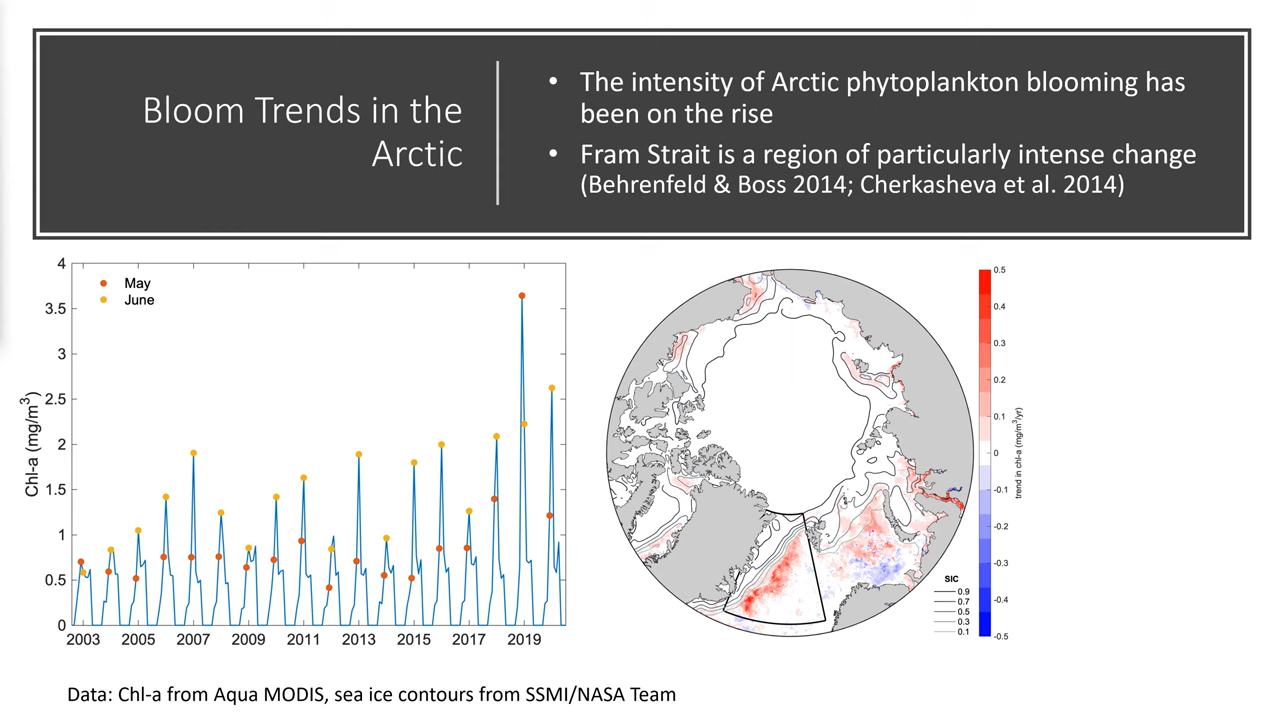 Bloom Trends in the
Arctic
• The intensity of Arctic phytoplankton blooming has
been on the rise
• Fram Strait is a region of particularly intense change
(Behrenfeld & Boss 2014; Cherkasheva et al. 2014)
4
3.5
3
2.5
2
1.5
1
0.5
0
Chl-a (mg/m³)
May
June
2003
2005
2007
2009
2011
2013
2015
2017
2019
0.5
0.4
0.3
0.2
0.1
0
-0.1
-0.2
-0.3
-0.4
-0.5
trend in chl-a (mg/m³/yr)
SIC
0.9
0.7
0.5
0.3
0.1
Data: Chl-a from Aqua MODIS, sea ice contours from SSMI/NASA Team